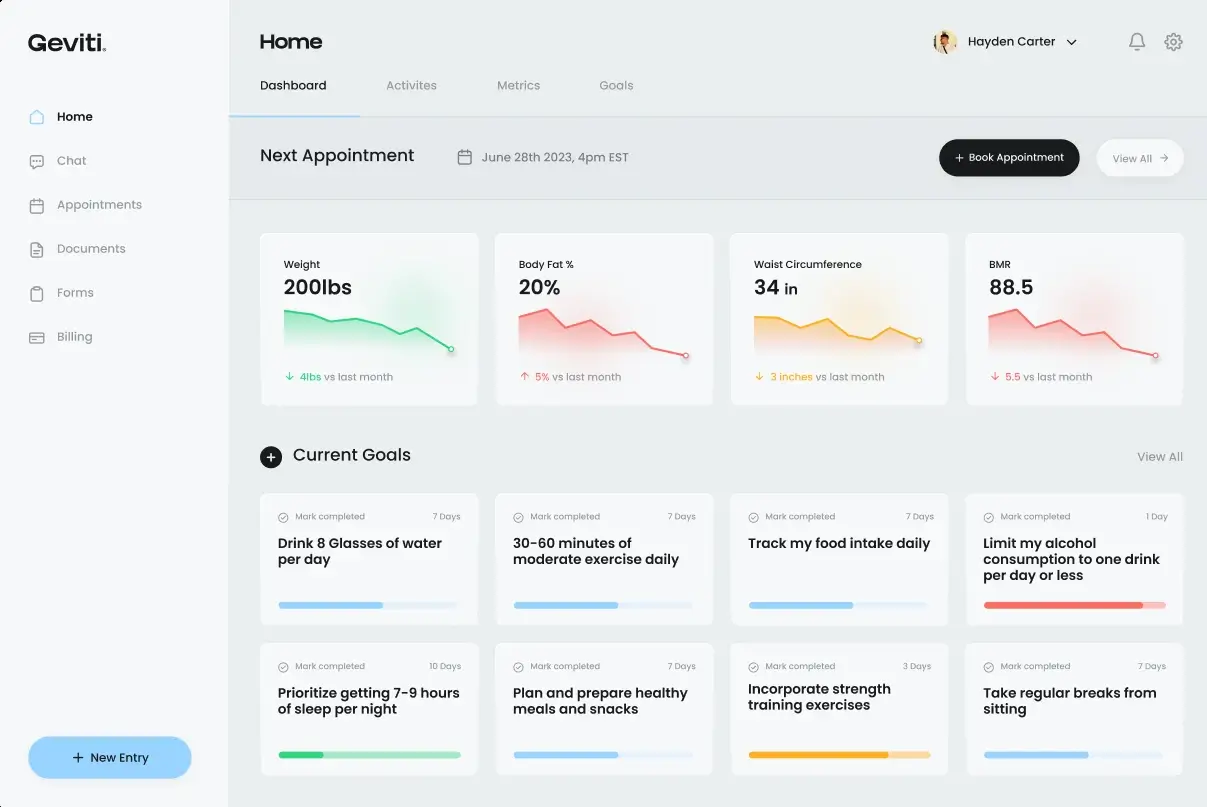 Geviti.
Home
Chat
Appointments
Documents
Forms
Billing
+ New Entry
Home
Hayden Carter
Dashboard
Activites
Metrics
Goals
Next Appointment
June 28th 2023, 4pm EST
+ Book Appointment
View All →
Weight
200lbs
↓ 4lbs vs last month
Body Fat %
20%
↑ 5% vs last month
Waist Circumference
34 in
↓ 3 inches vs last month
BMR
88.5
↓ 5.5 vs last month
+ Current Goals
View All
Mark completed
7 Days
Drink 8 Glasses of water
per day
Mark completed
7 Days
30-60 minutes of
moderate exercise daily
Mark completed
7 Days
Track my food intake daily
Mark completed
1 Day
Limit my alcohol
consumption to one drink
per day or less
Mark completed
10 Days
Prioritize getting 7-9 hours
of sleep per night
Mark completed
7 Days
Plan and prepare healthy
meals and snacks
Mark completed
3 Days
Incorporate strength
training exercises
Mark completed
7 Days
Take regular breaks from
sitting